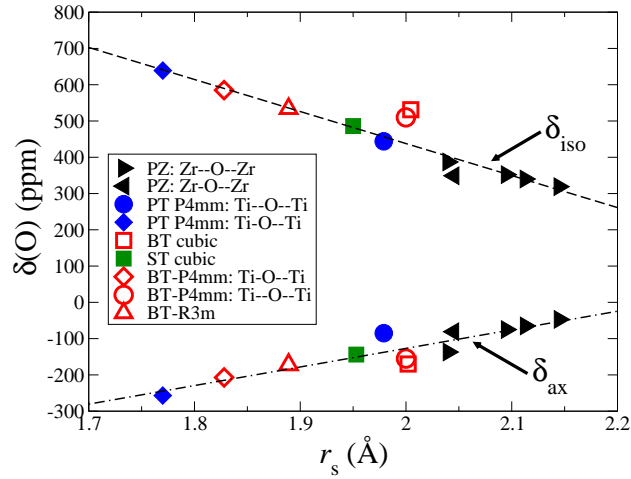 800
700
600
500
400
300
200
100
0
-100
-200
-300
δ(O) (ppm)
δiso
PZ: Zr--O--Zr
PZ: Zr-O--Zr
PT P4mm: Ti--O--Ti
PT P4mm: Ti-O--Ti
BT cubic
ST cubic
BT-P4mm: Ti-O--Ti
BT-P4mm: Ti--O--Ti
BT-R3m
δax
1.7 1.8 1.9 2 2.1 2.2
rs (Å)